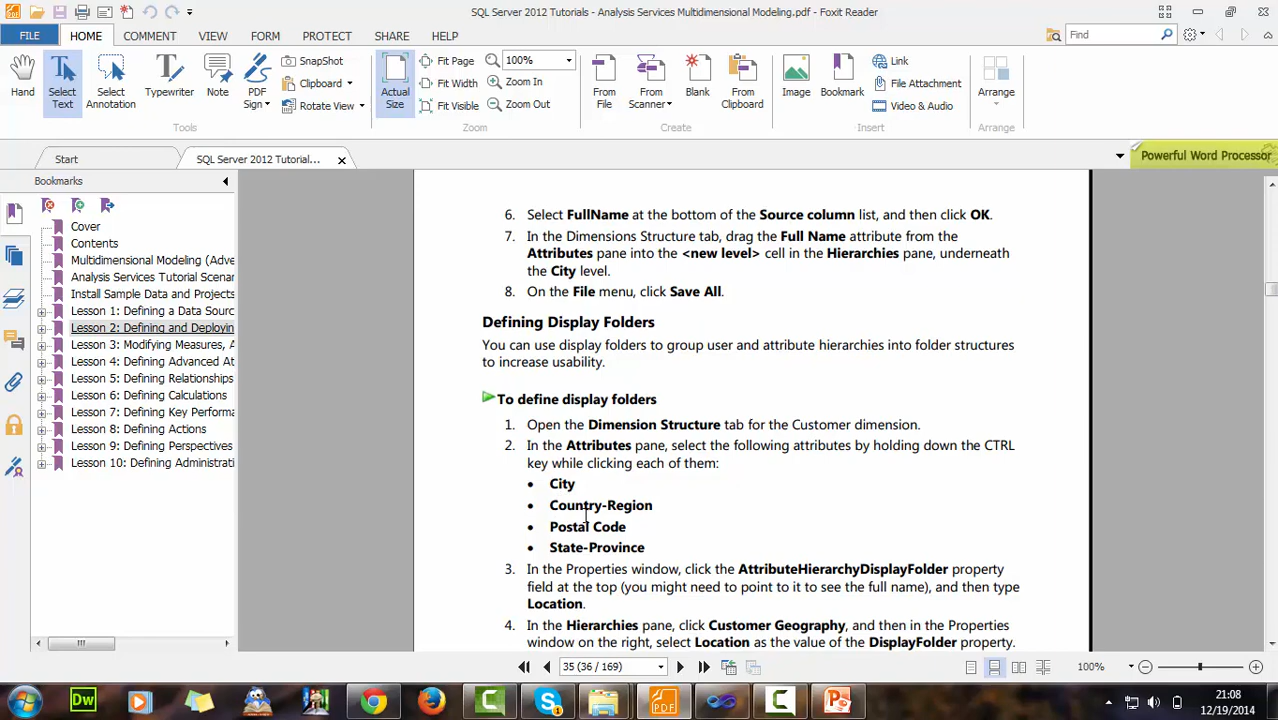 SQL Server 2012 Tutorials - Analysis Services Multidimensional Modeling.pdf - Foxit Reader
FILE
HOME
COMMENT
VIEW
FORM
PROTECT
SHARE
HELP
Find
Hand
Select
Text
Select
Annotation
Typewriter
Note
PDF
Sign
SnapShot
Clipboard
Rotate View
Tools
Actual
Size
Fit Page
Fit Width
Fit Visible
100%
Zoom In
Zoom Out
Zoom
From
File
From
Scanner
Blank
From
Clipboard
Create
Image
Bookmark
Link
File Attachment
Video & Audio
Insert
Arrange
Arrange
Start
SQL Server 2012 Tutorial...
Powerful Word Processor
Bookmarks
Cover
Contents
Multidimensional Modeling (Adve
Analysis Services Tutorial Scenar
Install Sample Data and Projects
Lesson 1: Defining a Data Sourc
Lesson 2: Defining and Deployin
Lesson 3: Modifying Measures, A
Lesson 4: Defining Advanced At
Lesson 5: Defining Relationships
Lesson 6: Defining Calculations
Lesson 7: Defining Key Performa
Lesson 8: Defining Actions
Lesson 9: Defining Perspectives
Lesson 10: Defining Administrati
6. Select FullName at the bottom of the Source column list, and then click OK.
7. In the Dimensions Structure tab, drag the Full Name attribute from the
Attributes pane into the <new level> cell in the Hierarchies pane, underneath
the City level.
8. On the File menu, click Save All.
Defining Display Folders
You can use display folders to group user and attribute hierarchies into folder structures
to increase usability.
To define display folders
1. Open the Dimension Structure tab for the Customer dimension.
2. In the Attributes pane, select the following attributes by holding down the CTRL
key while clicking each of them:
• City
• Country-Region
• Postal Code
• State-Province
3. In the Properties window, click the AttributeHierarchyDisplayFolder property
field at the top (you might need to point to it to see the full name), and then type
Location.
4. In the Hierarchies pane, click Customer Geography, and then in the Properties
window on the right, select Location as the value of the DisplayFolder property.
35 (36 / 169)
100%
21:08
12/19/2014